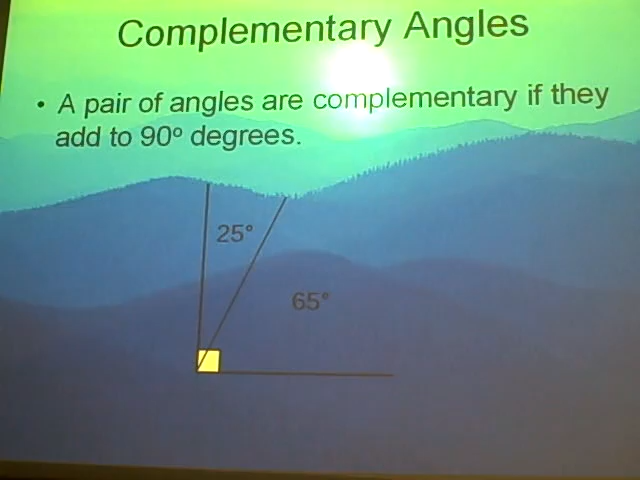 Complementary Angles
• A pair of angles are complementary if they
add to 90º degrees.
25°
65°